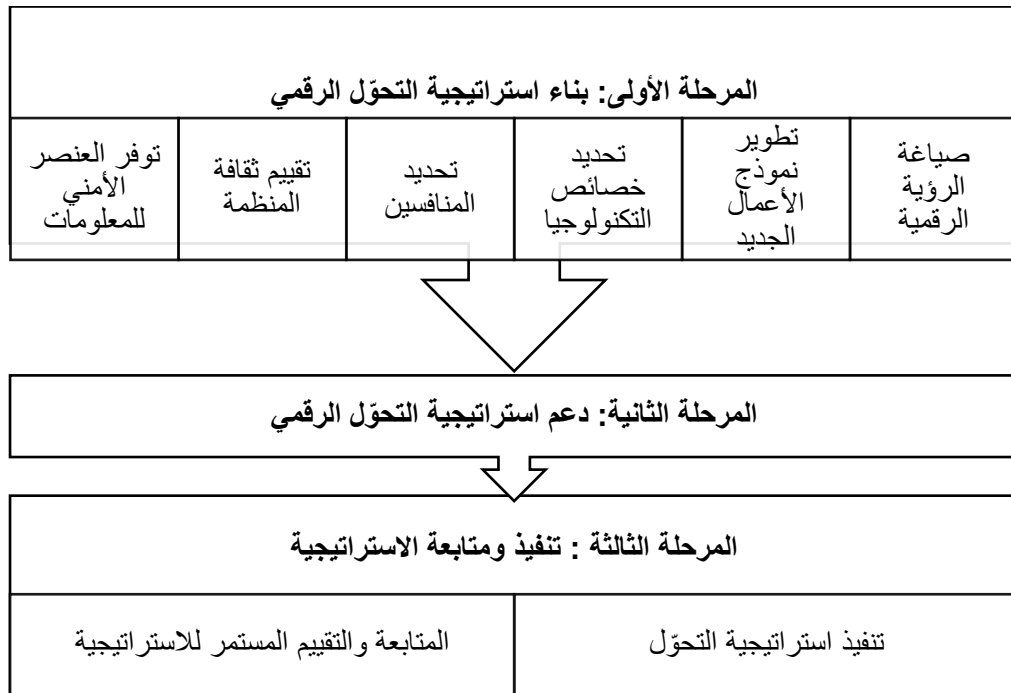 المرحلة الأولى: بناء استراتيجية التحوّل الرقمي
صياغة
الرؤية
الرقمية
تطوير
نموذج
الأعمال
الجديد
تحديد
خصائص
التكنولوجيا
تحديد
المنافسين
تقييم ثقافة
المنظمة
توفر العنصر
الأمني
للمعلومات
المرحلة الثانية: دعم استراتيجية التحوّل الرقمي
المرحلة الثالثة : تنفيذ ومتابعة الاستراتيجية
تنفيذ استراتيجية التحوّل
المتابعة والتقييم المستمر للاستراتيجية